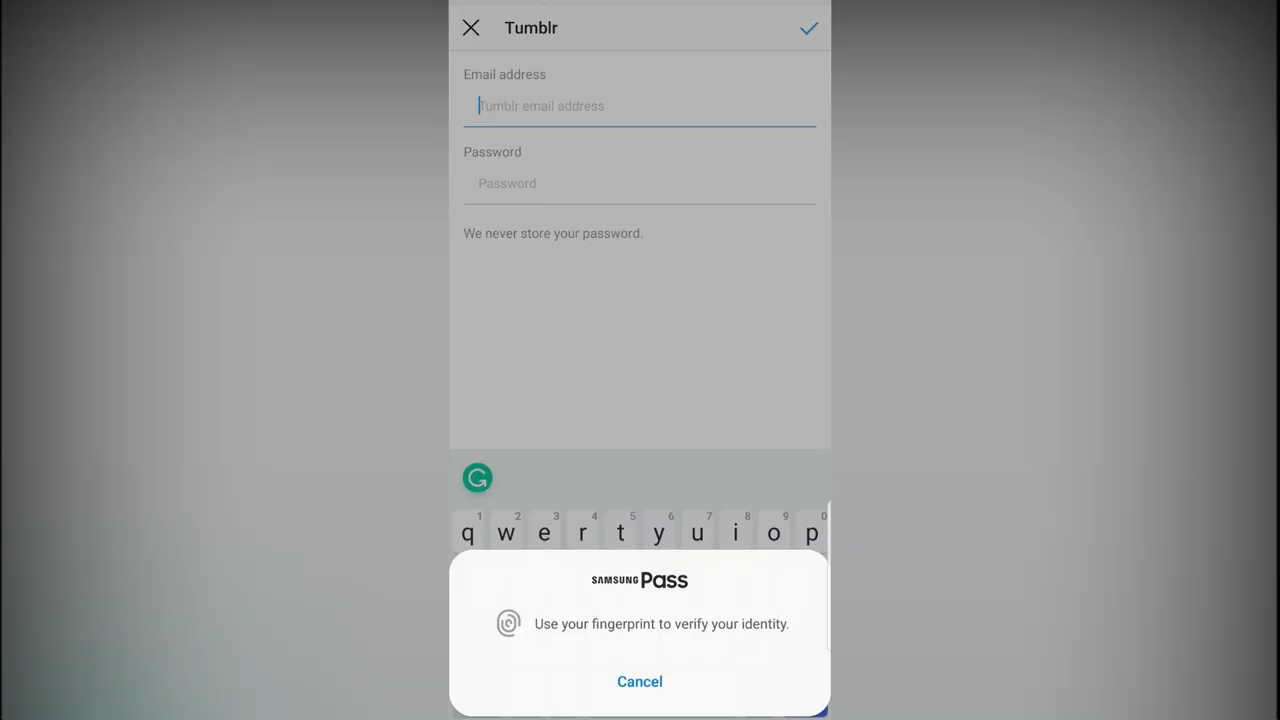 Tumblr
Email address
Tumblr email address
Password
Password
We never store your password.
1 2 3 4 5 6 7 8 9 0
q w e r t y u i o p
SAMSUNG Pass
Use your fingerprint to verify your identity.
Cancel